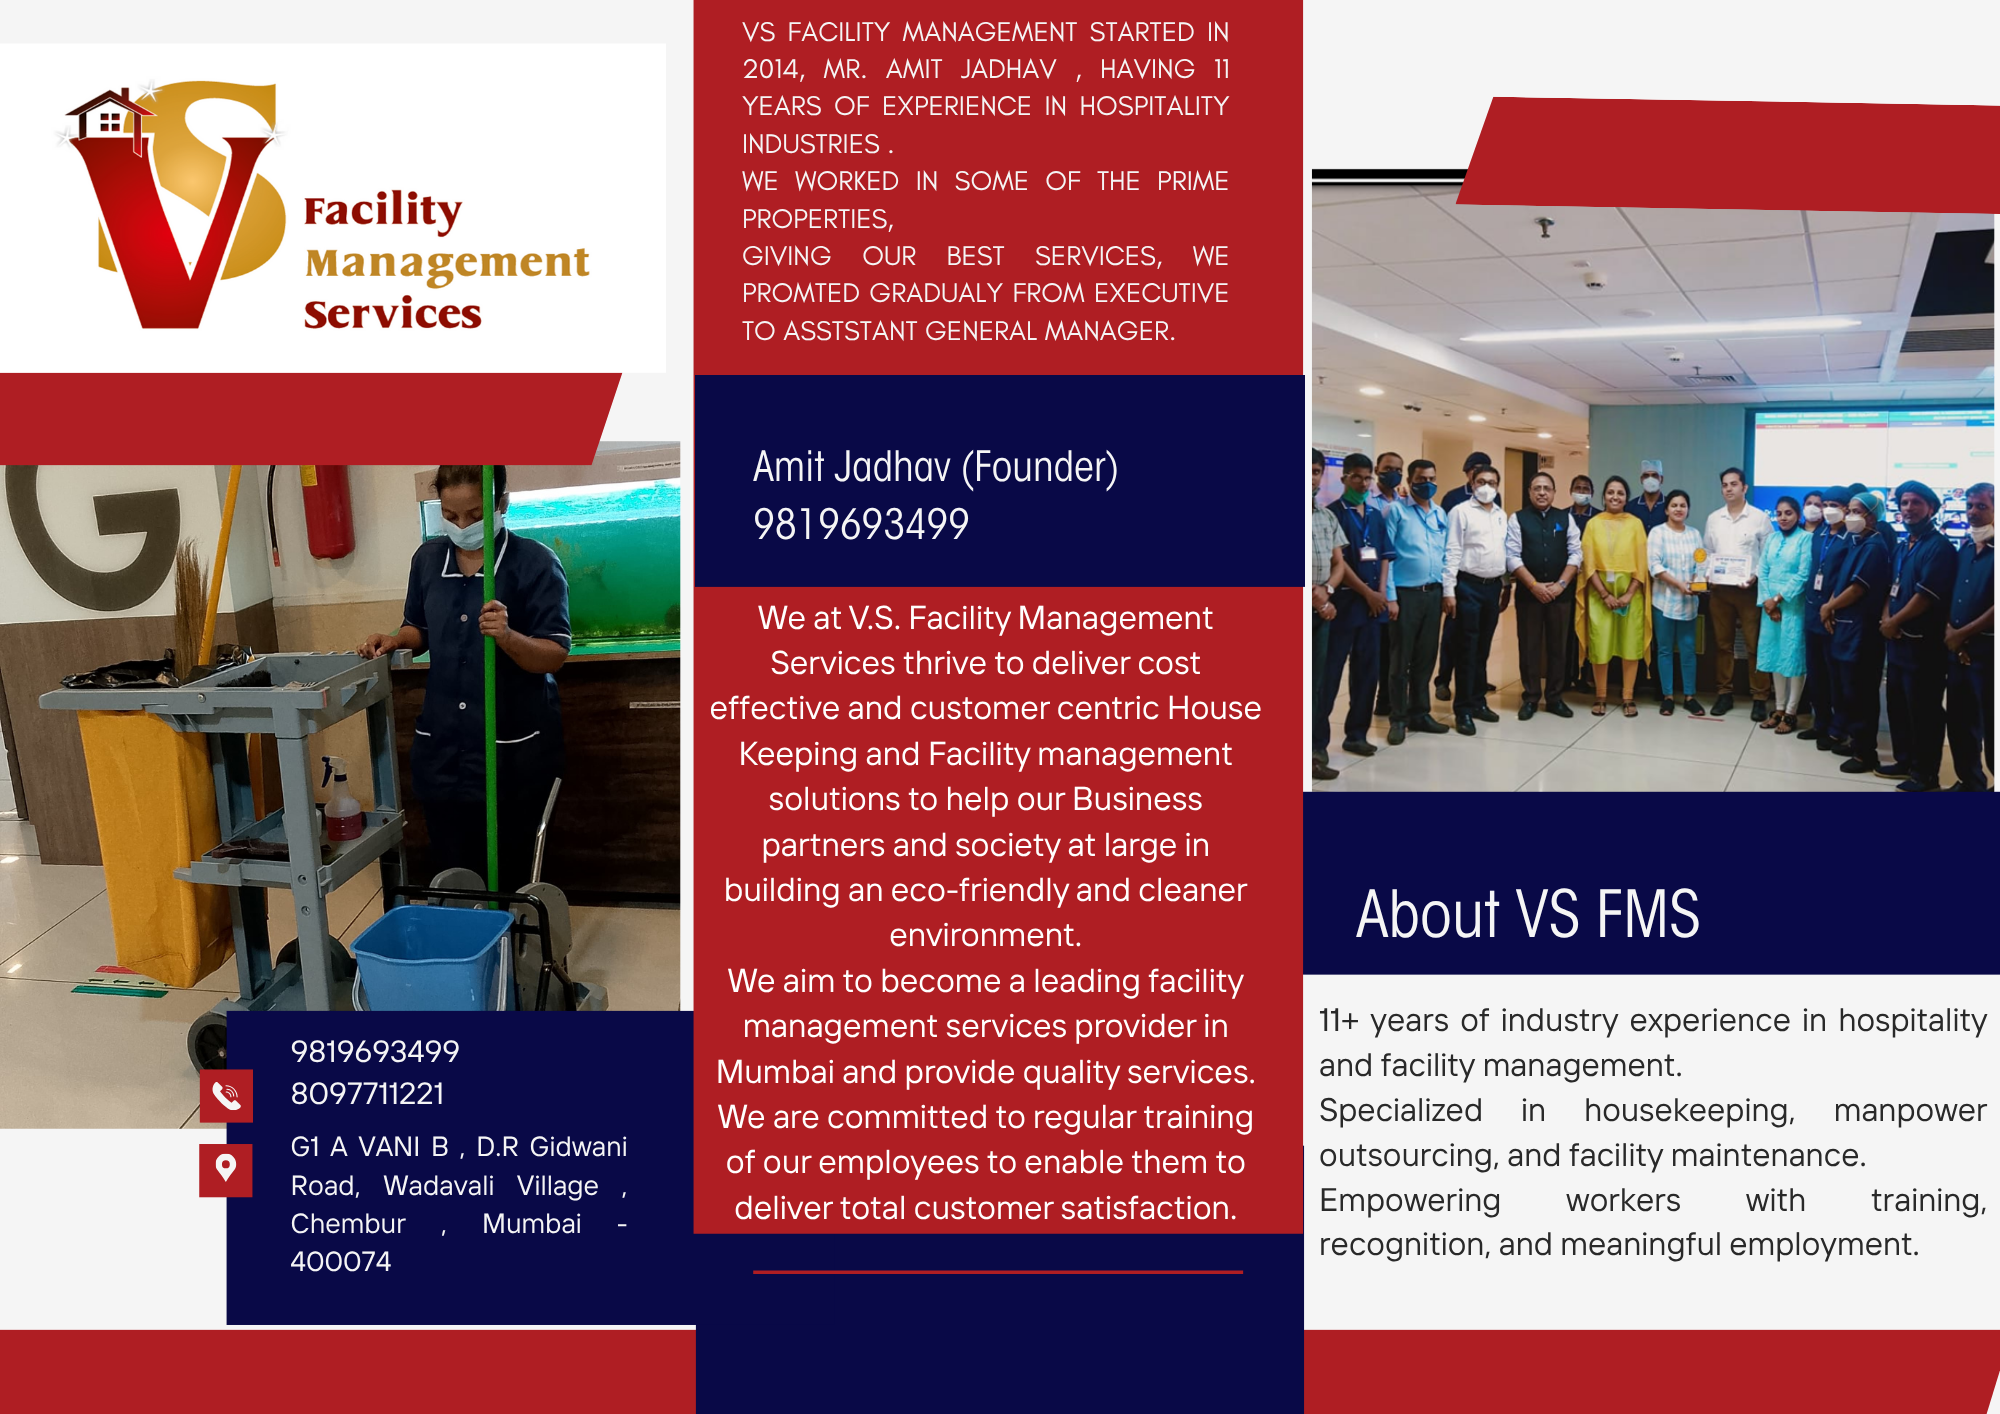 VS
Facility
Management
Services
G
9819693499
8097711221
G1 A VANI B , D.R Gidwani
Road, Wadavali Village ,
Chembur , Mumbai -
400074
VS FACILITY MANAGEMENT STARTED IN
2014, MR. AMIT JADHAV , HAVING 11
YEARS OF EXPERIENCE IN HOSPITALITY
INDUSTRIES .
WE WORKED IN SOME OF THE PRIME
PROPERTIES,
GIVING OUR BEST SERVICES, WE
PROMTED GRADUALY FROM EXECUTIVE
TO ASSTSTANT GENERAL MANAGER.
Amit Jadhav (Founder)
9819693499
We at V.S. Facility Management
Services thrive to deliver cost
effective and customer centric House
Keeping and Facility management
solutions to help our Business
partners and society at large in
building an eco-friendly and cleaner
environment.
We aim to become a leading facility
management services provider in
Mumbai and provide quality services.
We are committed to regular training
of our employees to enable them to
deliver total customer satisfaction.
About VS FMS
11+ years of industry experience in hospitality
and facility management.
Specialized in housekeeping, manpower
outsourcing, and facility maintenance.
Empowering workers with training,
recognition, and meaningful employment.